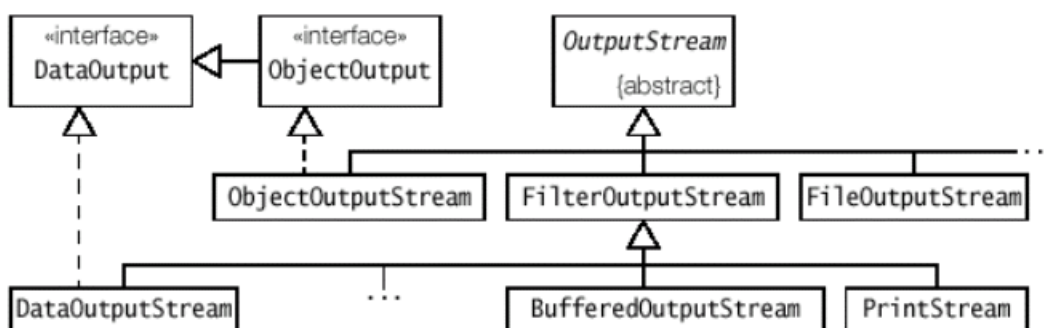 «interface»
DataOutput
«interface»
ObjectOutput
OutputStream
{abstract}
ObjectOutputStream
FilterOutputStream
FileOutputStream
DataOutputStream
...
BufferedOutputStream
PrintStream